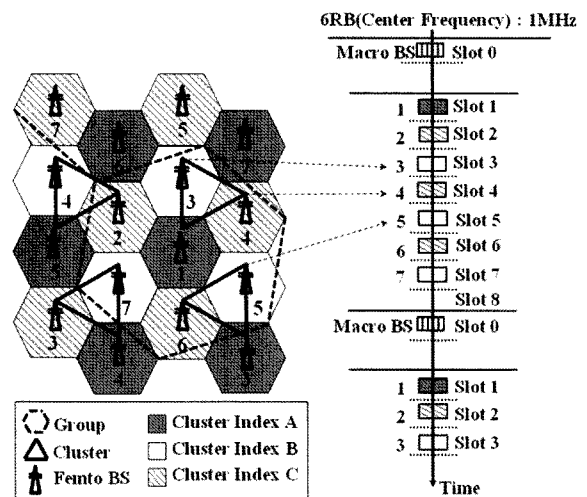 6RB(Center Frequency) : 1MHz
Macro BS Slot 0
1 Slot 1
2 Slot 2
3 Slot 3
4 Slot 4
5 Slot 5
6 Slot 6
7 Slot 7
Slot 8
Macro BS Slot 0
1 Slot 1
2 Slot 2
3 Slot 3
Time
7 5
4 3
2 4
1
7 5
3 6
4
Group
Cluster
Femto BS
Cluster Index A
Cluster Index B
Cluster Index C